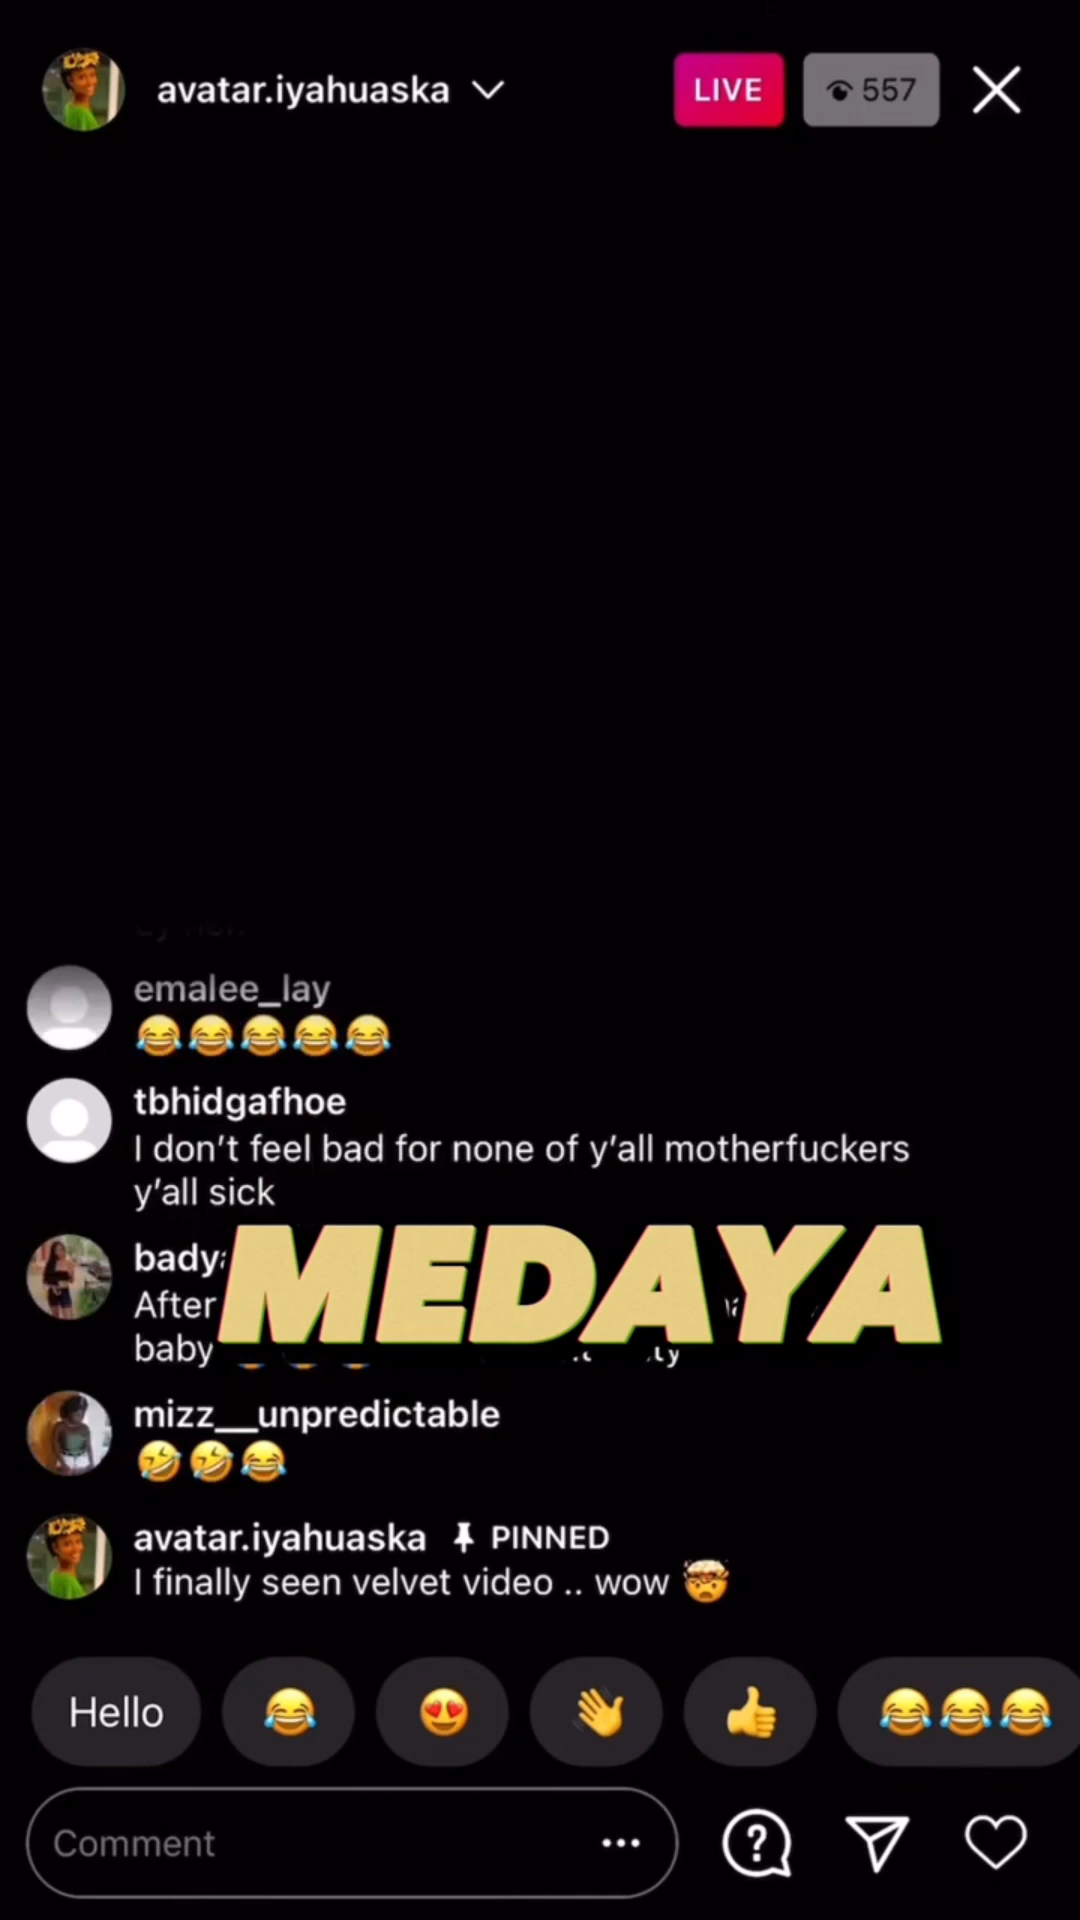 avatar.iyahuaska
LIVE
557
emalee_lay
😂😂😂😂😂
tbhidgafhoe
I don't feel bad for none of y'all motherfuckers
y'all sick
MEDAYA
After
baby
mizz__unpredictable
🤣🤣😂
avatar.iyahuaska PINNED
I finally seen velvet video .. wow 🤯
Hello 😂 😍 👋 👍 😂😂😂
Comment